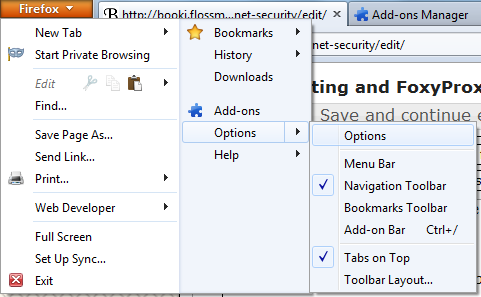 Firefox
http://booki.flossm...net-security/edit/
Add-ons Manager
net-security/edit/
ting and FoxyProx
Save and continue e
New Tab
Start Private Browsing
Edit
Find...
Save Page As...
Send Link...
Print...
Web Developer
Full Screen
Set Up Sync...
Exit
Bookmarks
History
Downloads
Add-ons
Options
Help
Options
Menu Bar
Navigation Toolbar
Bookmarks Toolbar
Add-on Bar Ctrl+/
Tabs on Top
Toolbar Layout...